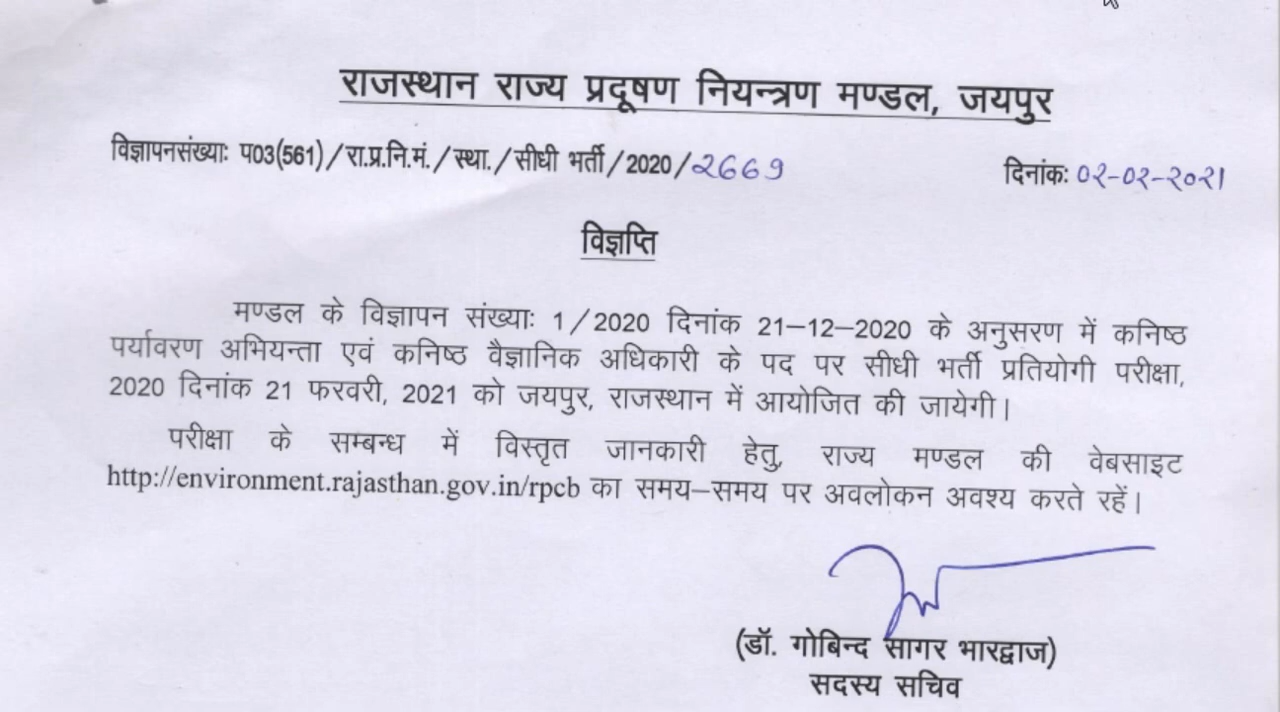 राजस्थान राज्य प्रदूषण नियन्त्रण मण्डल, जयपुर
विज्ञापनसंख्याः प03(561)/रा.प्र.नि.मं./स्था./सीधी भर्ती/2020/2669
दिनांकः 02-02-2021
विज्ञप्ति
मण्डल के विज्ञापन संख्याः 1/2020 दिनांक 21–12–2020 के अनुसरण में कनिष्ठ
पर्यावरण अभियन्ता एवं कनिष्ठ वैज्ञानिक अधिकारी के पद पर सीधी भर्ती प्रतियोगी परीक्षा,
2020 दिनांक 21 फरवरी, 2021 को जयपुर, राजस्थान में आयोजित की जायेगी।
परीक्षा के सम्बन्ध में विस्तृत जानकारी हेतु, राज्य मण्डल की वेबसाइट
http://environment.rajasthan.gov.in/rpcb का समय–समय पर अवलोकन अवश्य करते रहें।
(डॉ. गोबिन्द सागर भारद्वाज)
सदस्य सचिव